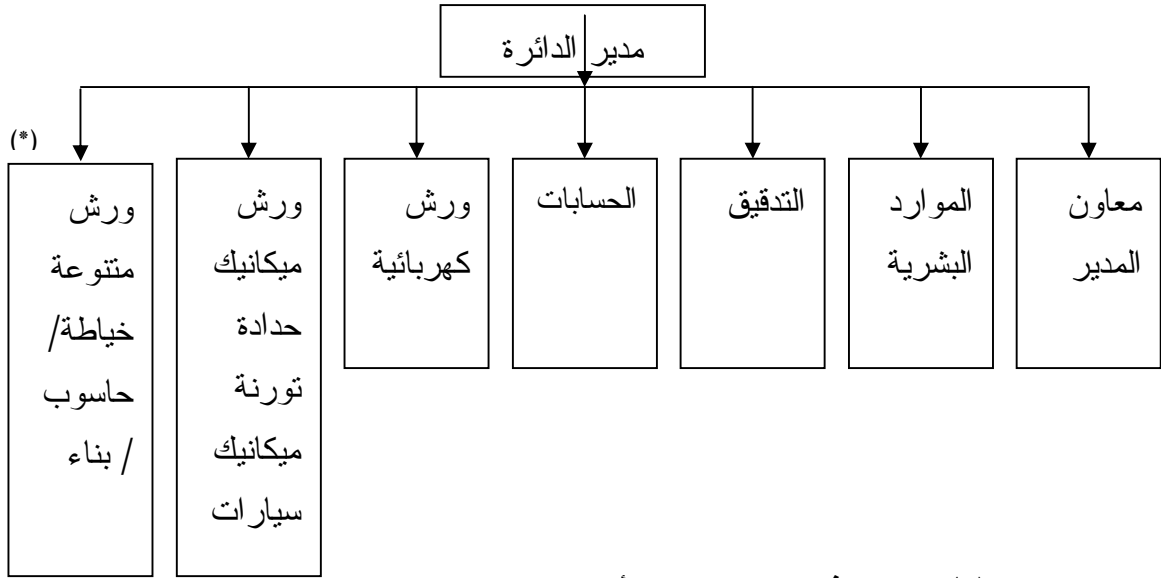 مدير الدائرة
معاون
المدير
الموارد
البشرية
التدقيق
الحسابات
ورش
كهربائية
ورش
ميكانيك
حدادة
تورنة
ميكانيك
سيارات
(*)
ورش
متنوعة
خياطة/
حاسوب
/ بناء